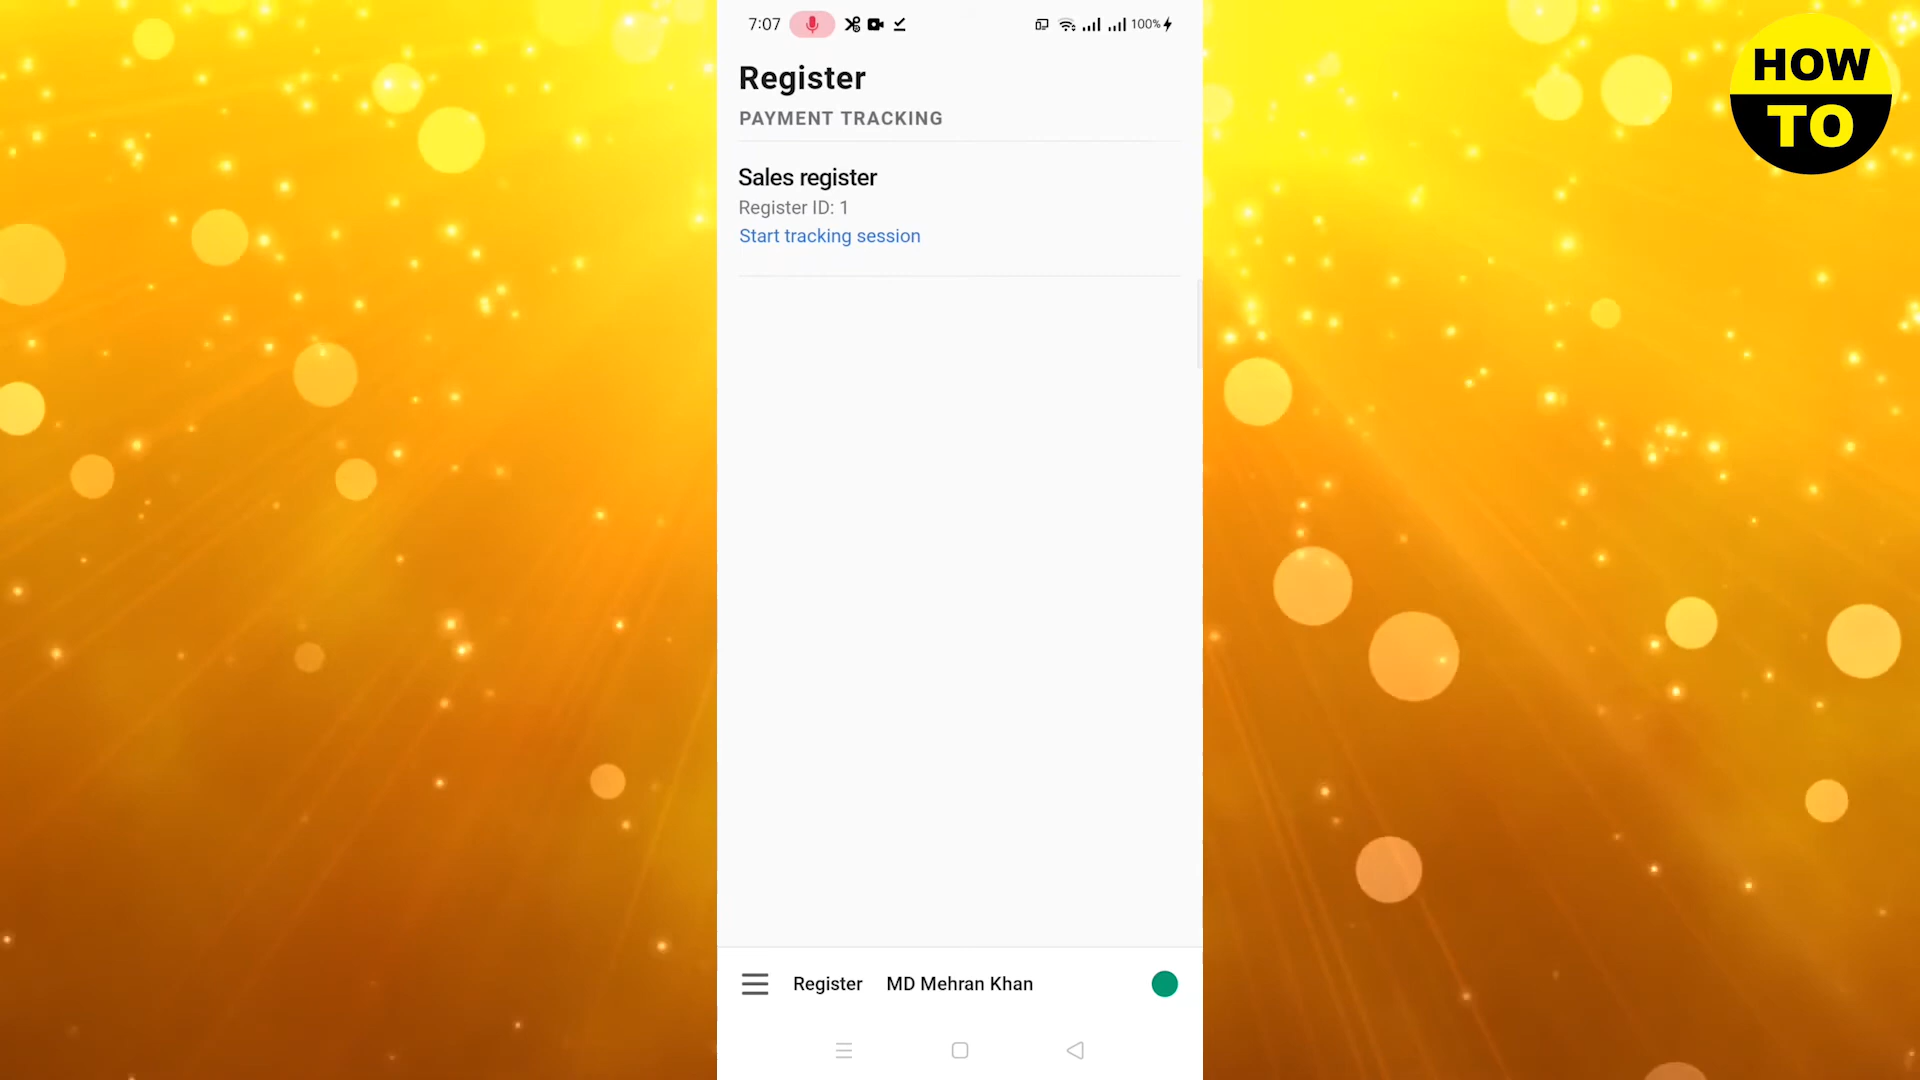 7:07
100%
HOW
TO
Register
PAYMENT TRACKING
Sales register
Register ID: 1
Start tracking session
Register MD Mehran Khan